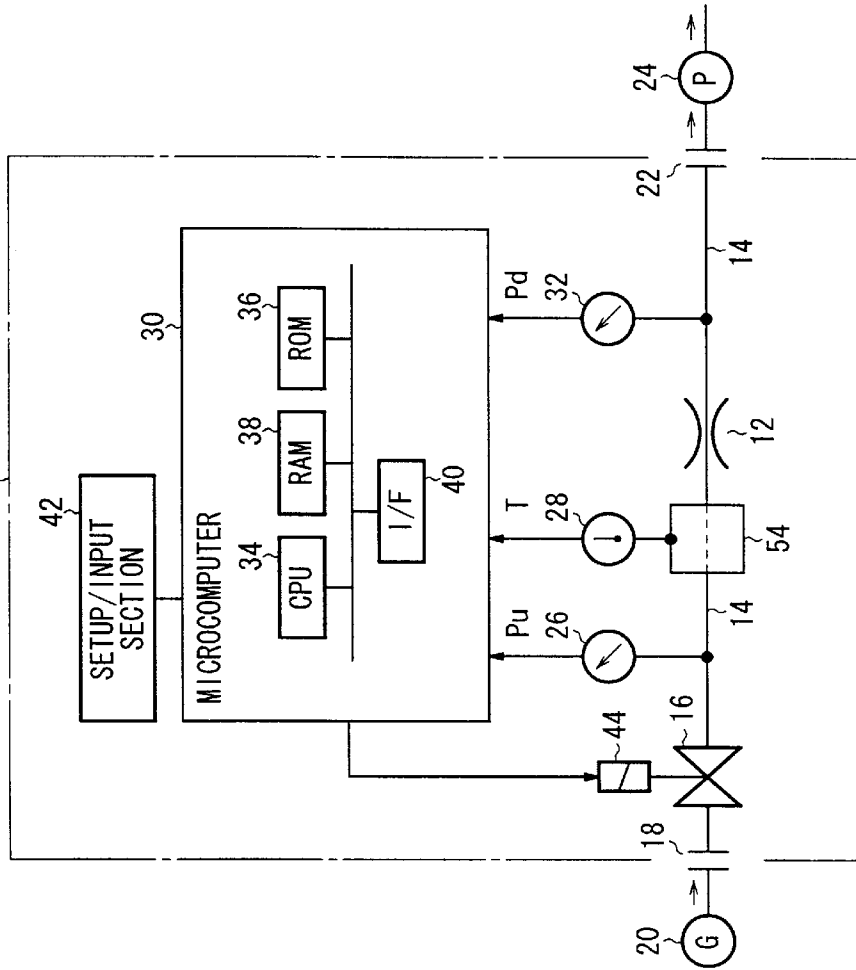 42
SETUP/INPUT
SECTION
MICROCOMPUTER
30
34
CPU
38
RAM
36
ROM
I/F
40
Pu
T
Pd
26
28
32
44
16
18
20
G
14
54
12
14
22
24
P